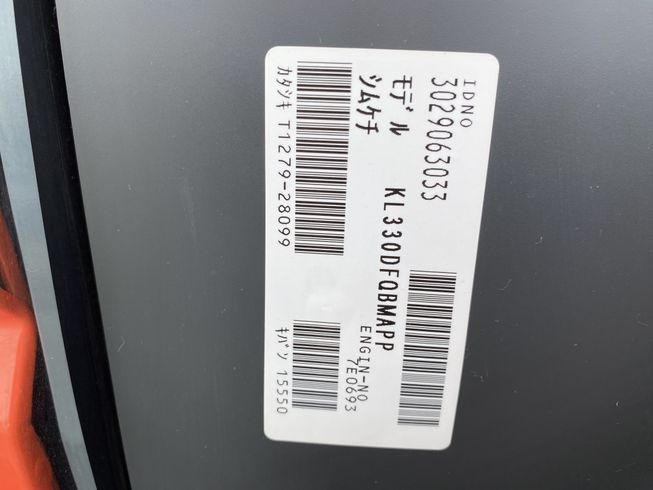 IDNO
3029063033
モデル KL330DFQBMAPP
シムケチ
ENGIN-NO
7E0693
カタシキ T1279-28099
キバン 15550